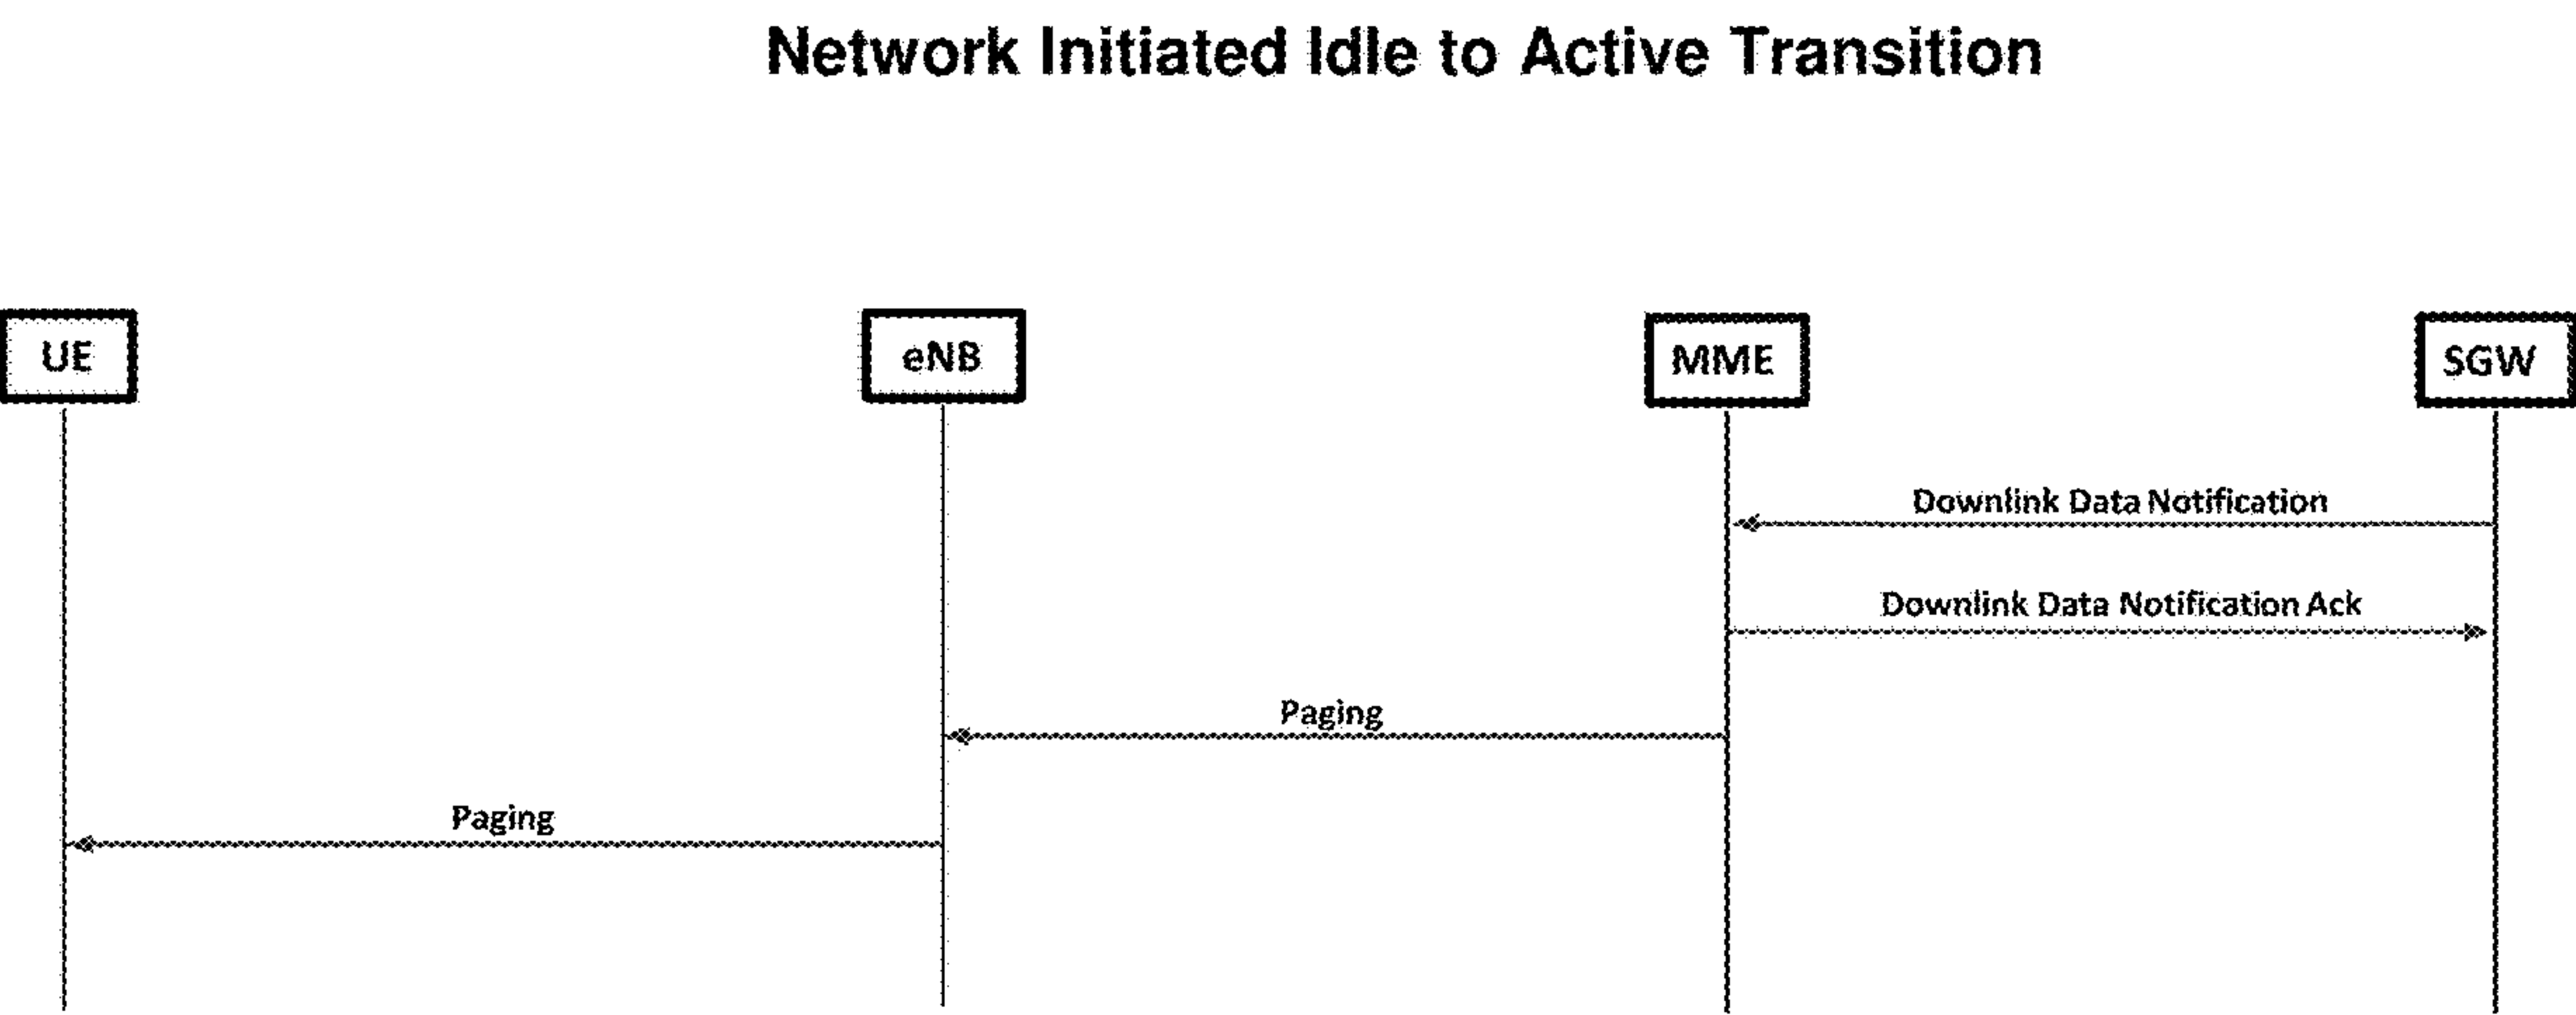 Network Initiated Idle to Active Transition
UE
eNB
MME
SGW
Downlink Data Notification
Downlink Data Notification Ack
Paging
Paging